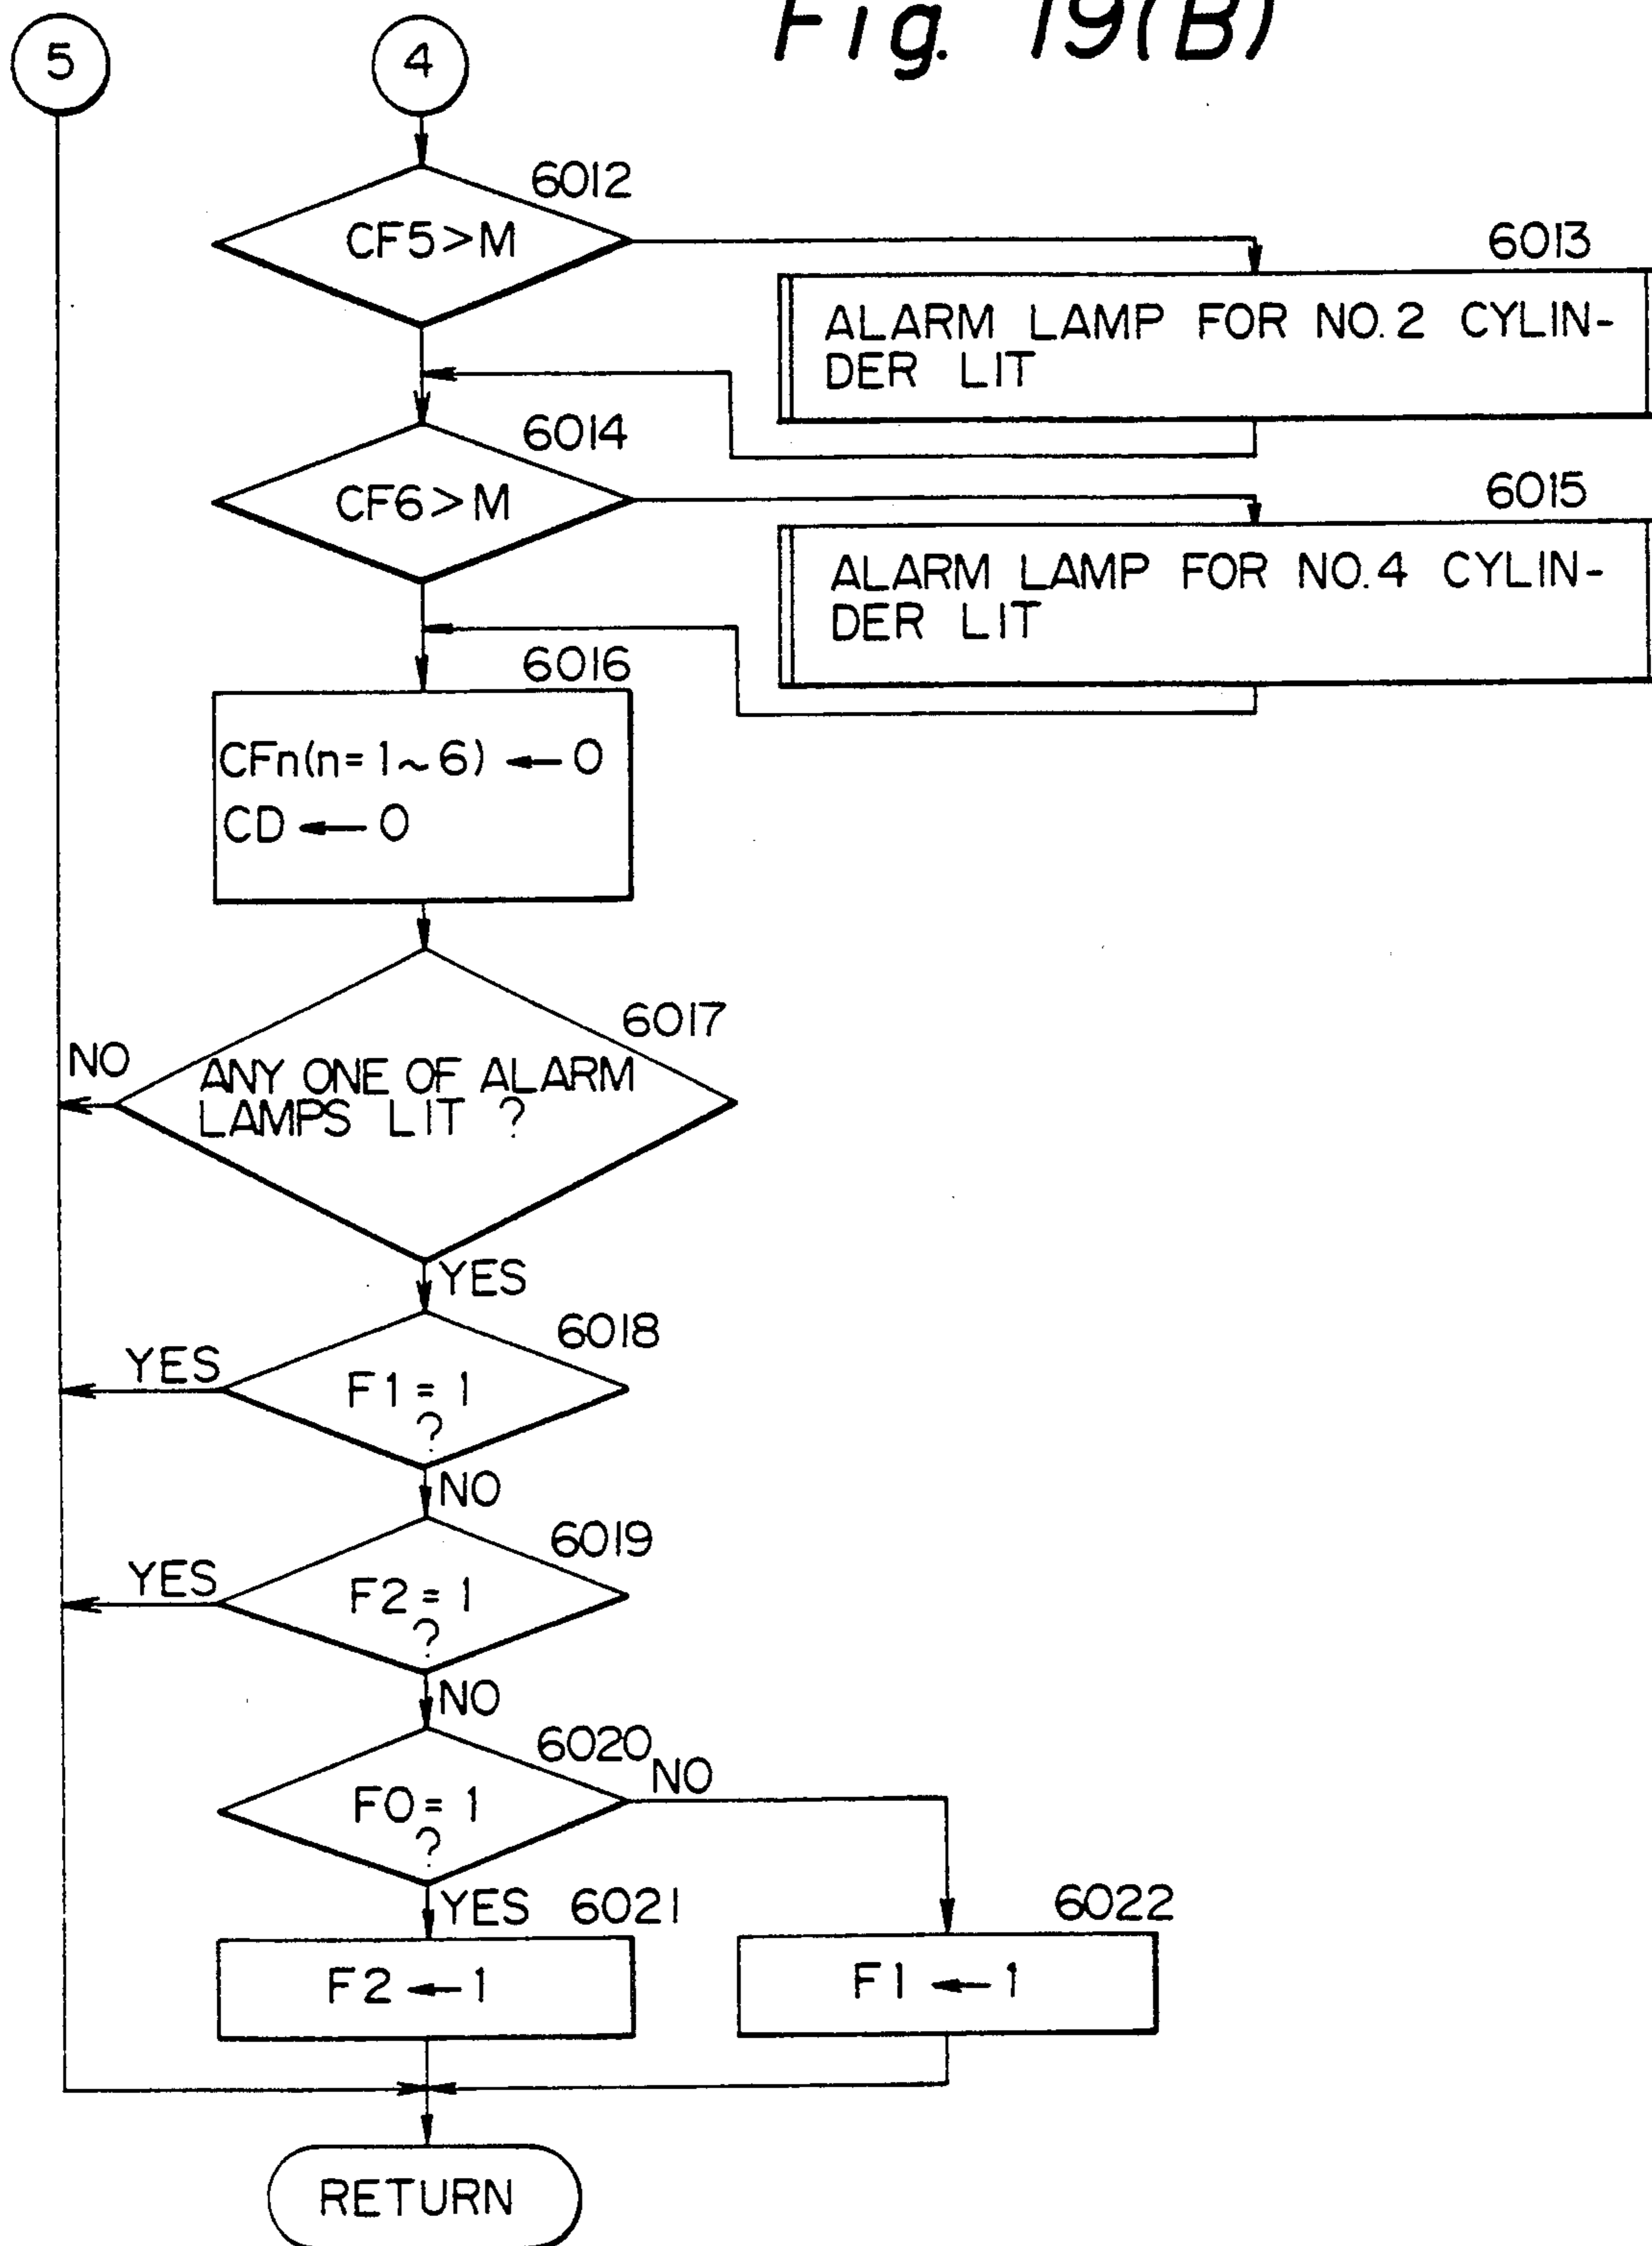 Fig. 19(B)
5
4
6012
CF5>M
6013
ALARM LAMP FOR NO.2 CYLIN-
DER LIT
6014
CF6>M
6015
ALARM LAMP FOR NO.4 CYLIN-
DER LIT
6016
CFn(n=1~6) ← 0
CD ← 0
6017
NO
ANY ONE OF ALARM
LAMPS LIT ?
YES
6018
YES
F1 = 1
?
NO
6019
YES
F2 = 1
?
NO
6020
NO
F0 = 1
?
YES
6021
6022
F2 ← 1
F1 ← 1
RETURN